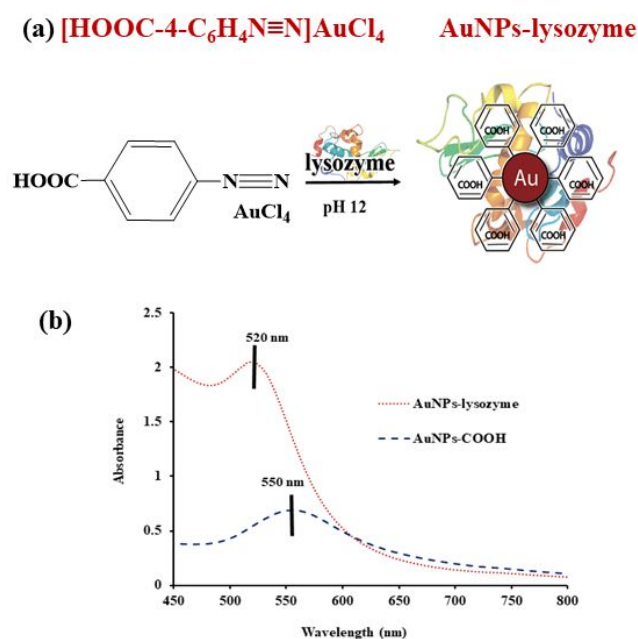 (a) [HOOC-4-C₆H₄N≡N]AuCl₄ AuNPs-lysozyme
HOOC
N≡N
AuCl₄
lysozyme
pH 12
COOH
COOH
COOH
Au
COOH
COOH
COOH
(b)
2.5
2
1.5
1
0.5
0
Absorbance
520 nm
550 nm
AuNPs-lysozyme
AuNPs-COOH
450 500 550 600 650 700 750 800
Wavelength (nm)